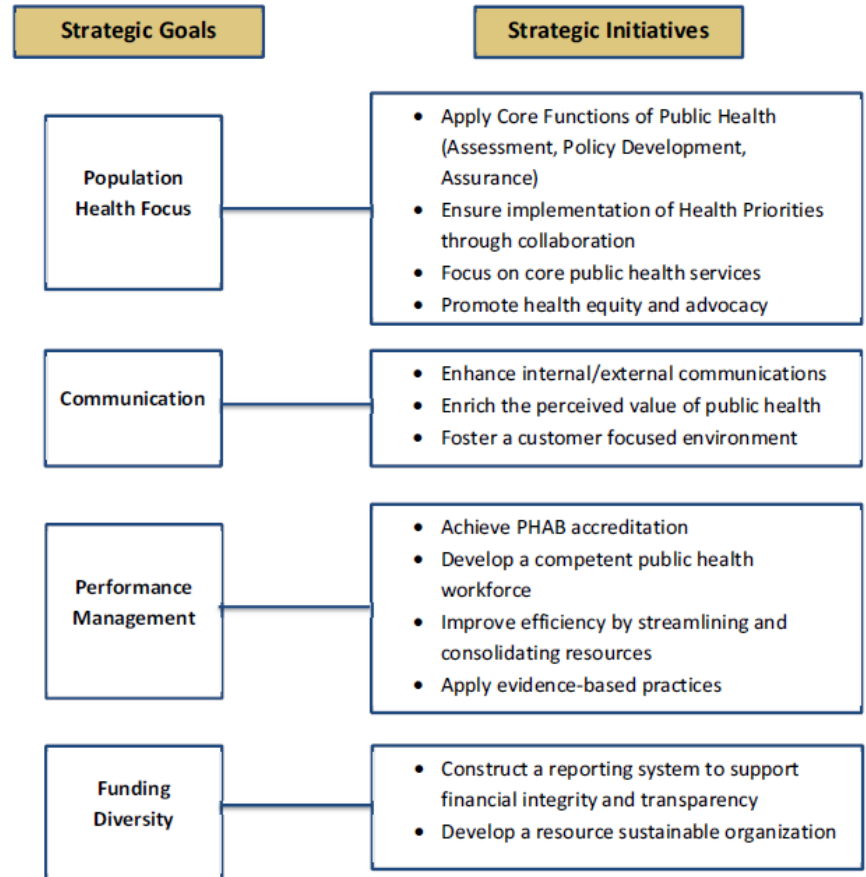 Strategic Goals
Strategic Initiatives
Population
Health Focus
• Apply Core Functions of Public Health
(Assessment, Policy Development,
Assurance)
• Ensure implementation of Health Priorities
through collaboration
• Focus on core public health services
• Promote health equity and advocacy
Communication
• Enhance internal/external communications
• Enrich the perceived value of public health
• Foster a customer focused environment
Performance
Management
• Achieve PHAB accreditation
• Develop a competent public health
workforce
• Improve efficiency by streamlining and
consolidating resources
• Apply evidence-based practices
Funding
Diversity
• Construct a reporting system to support
financial integrity and transparency
• Develop a resource sustainable organization